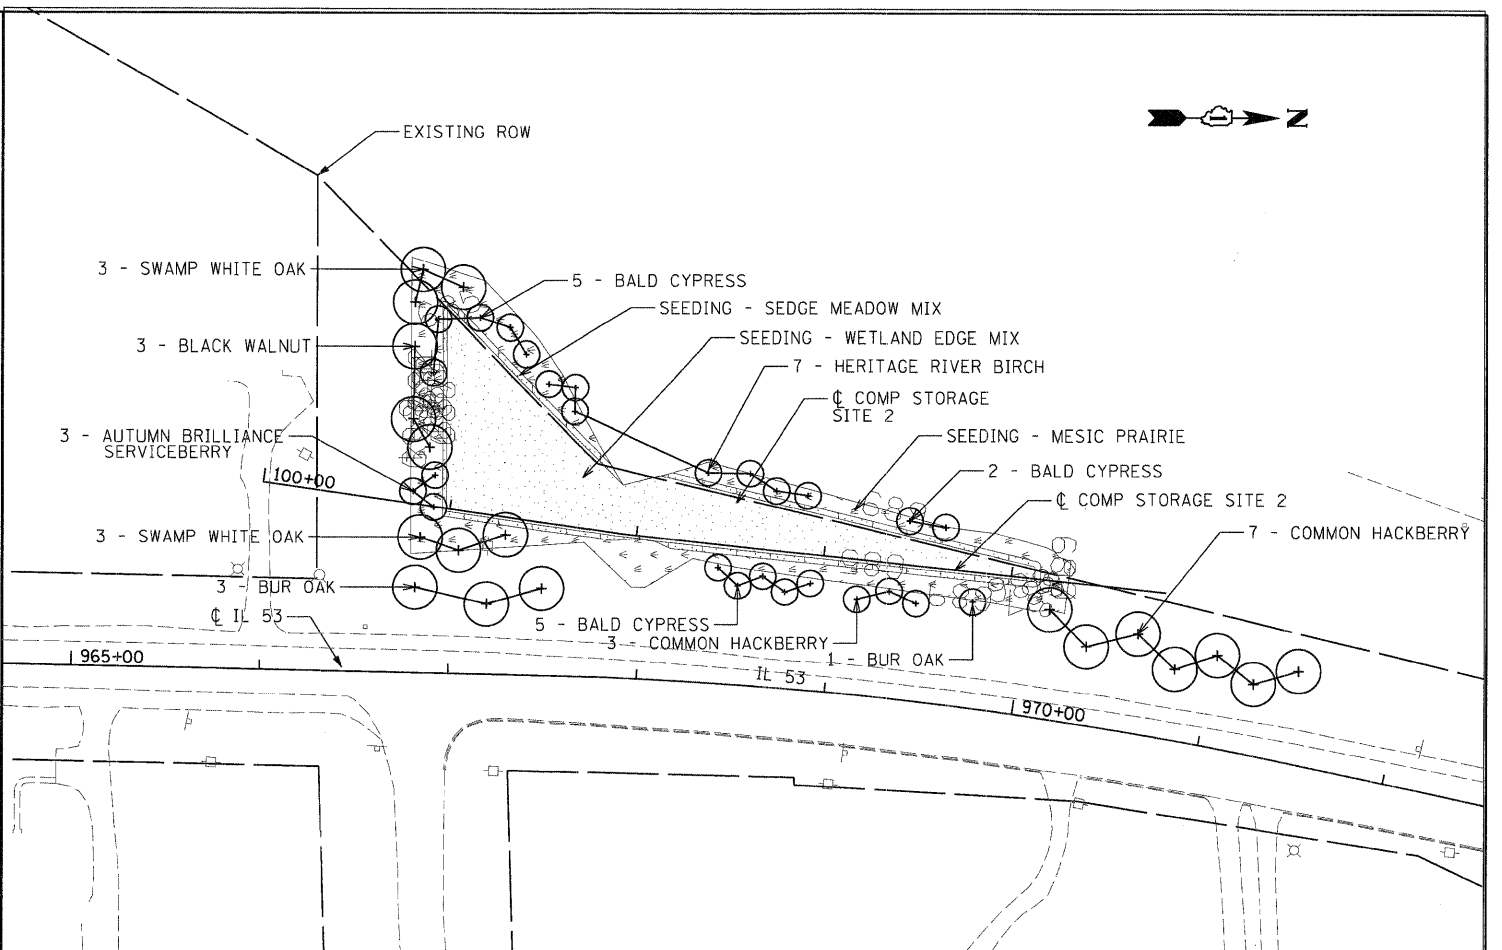 EXISTING ROW
N
3 - SWAMP WHITE OAK
5 - BALD CYPRESS
SEEDING - SEDGE MEADOW MIX
3 - BLACK WALNUT
SEEDING - WETLAND EDGE MIX
7 - HERITAGE RIVER BIRCH
℄ COMP STORAGE
SITE 2
3 - AUTUMN BRILLIANCE
SERVICEBERRY
SEEDING - MESIC PRAIRIE
2 - BALD CYPRESS
100+00
℄ COMP STORAGE SITE 2
3 - SWAMP WHITE OAK
7 - COMMON HACKBERRY
3 - BUR OAK
℄ IL 53
5 - BALD CYPRESS
3 - COMMON HACKBERRY
965+00
1 - BUR OAK
IL 53
970+00